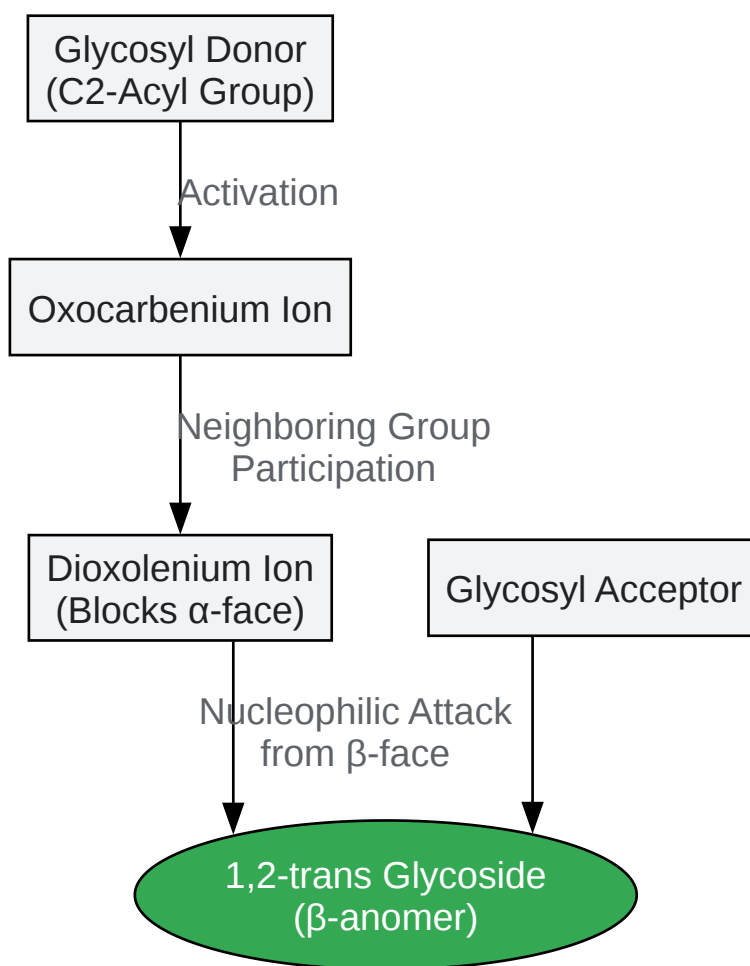 Glycosyl Donor
(C2-Acyl Group)
Activation
Oxocarbenium Ion
Neighboring Group
Participation
Dioxolenium Ion
(Blocks α-face)
Glycosyl Acceptor
Nucleophilic Attack
from β-face
1,2-trans Glycoside
(β-anomer)